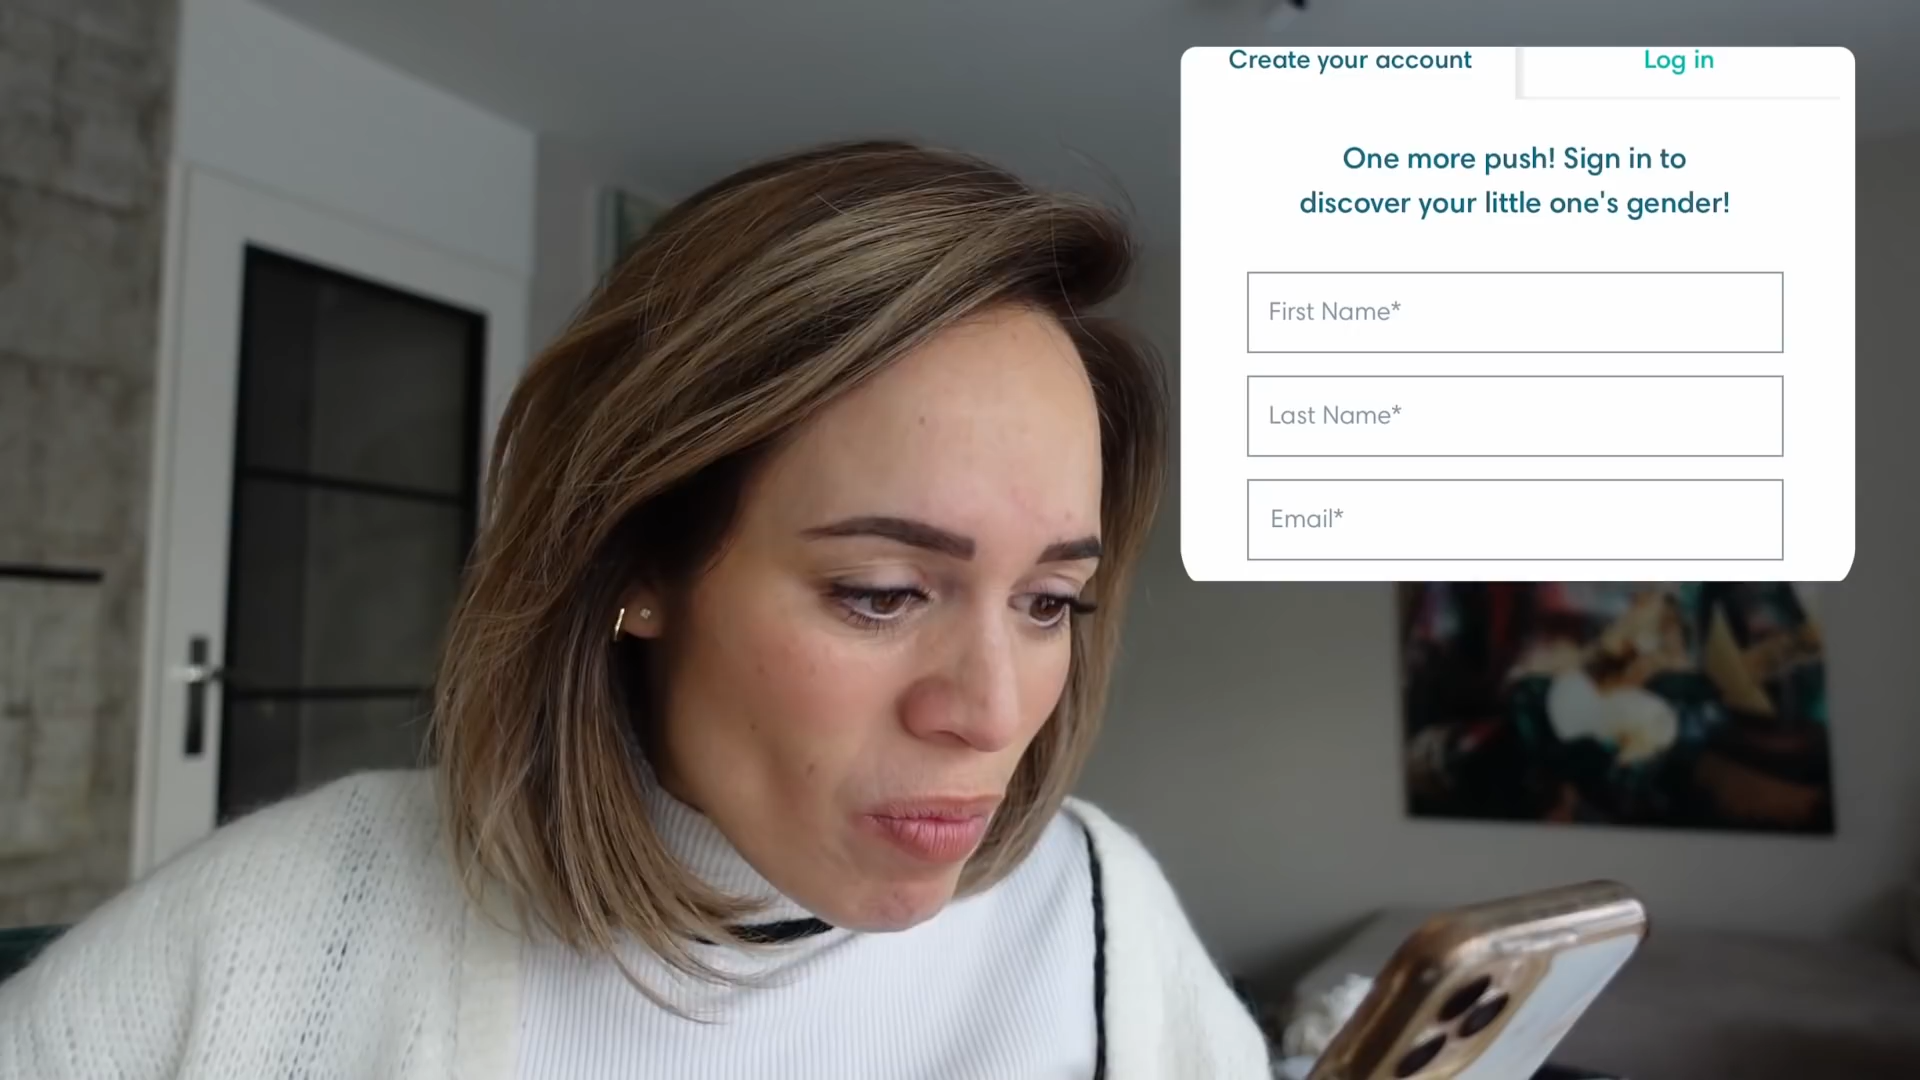 Create your account
Log in
One more push! Sign in to
discover your little one's gender!
First Name*
Last Name*
Email*